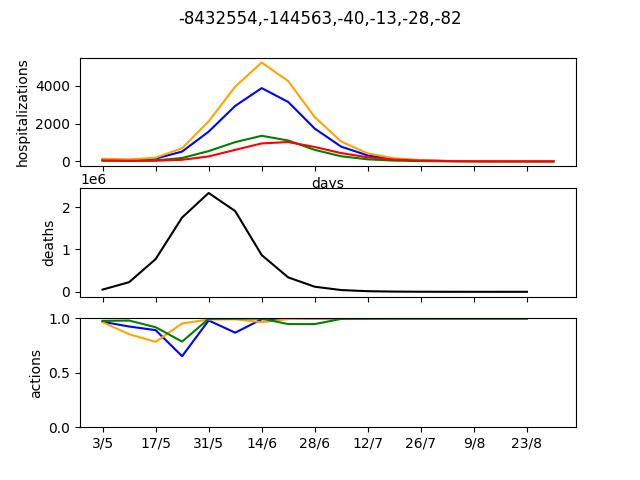 -8432554,-144563,-40,-13,-28,-82
hospitalizations
4000
2000
0
days
1e6
deaths
2
1
0
actions
1.0
0.5
0.0
3/5 17/5 31/5 14/6 28/6 12/7 26/7 9/8 23/8